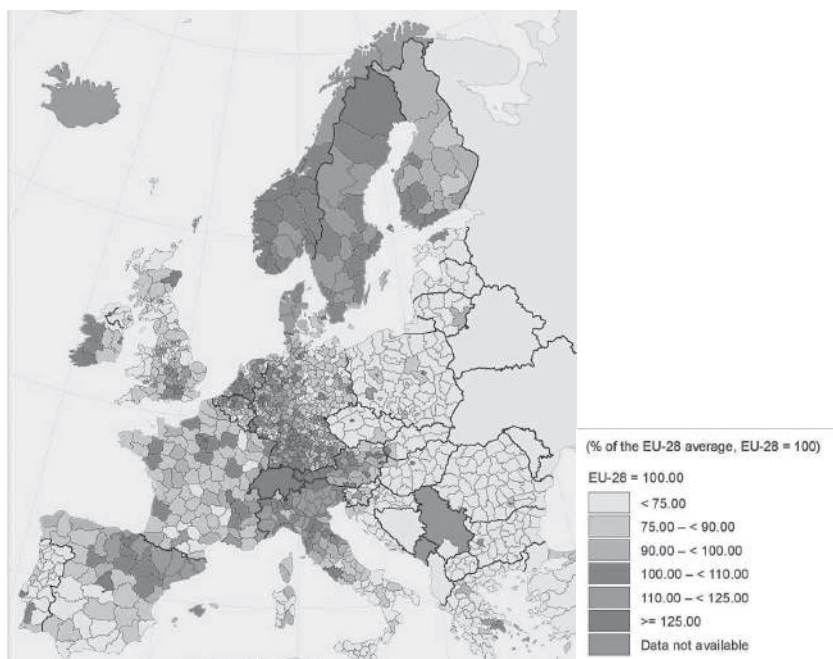 (% of the EU-28 average, EU-28 = 100)
EU-28 = 100.00
< 75.00
75.00 – < 90.00
90.00 – < 100.00
100.00 – < 110.00
110.00 – < 125.00
>= 125.00
Data not available